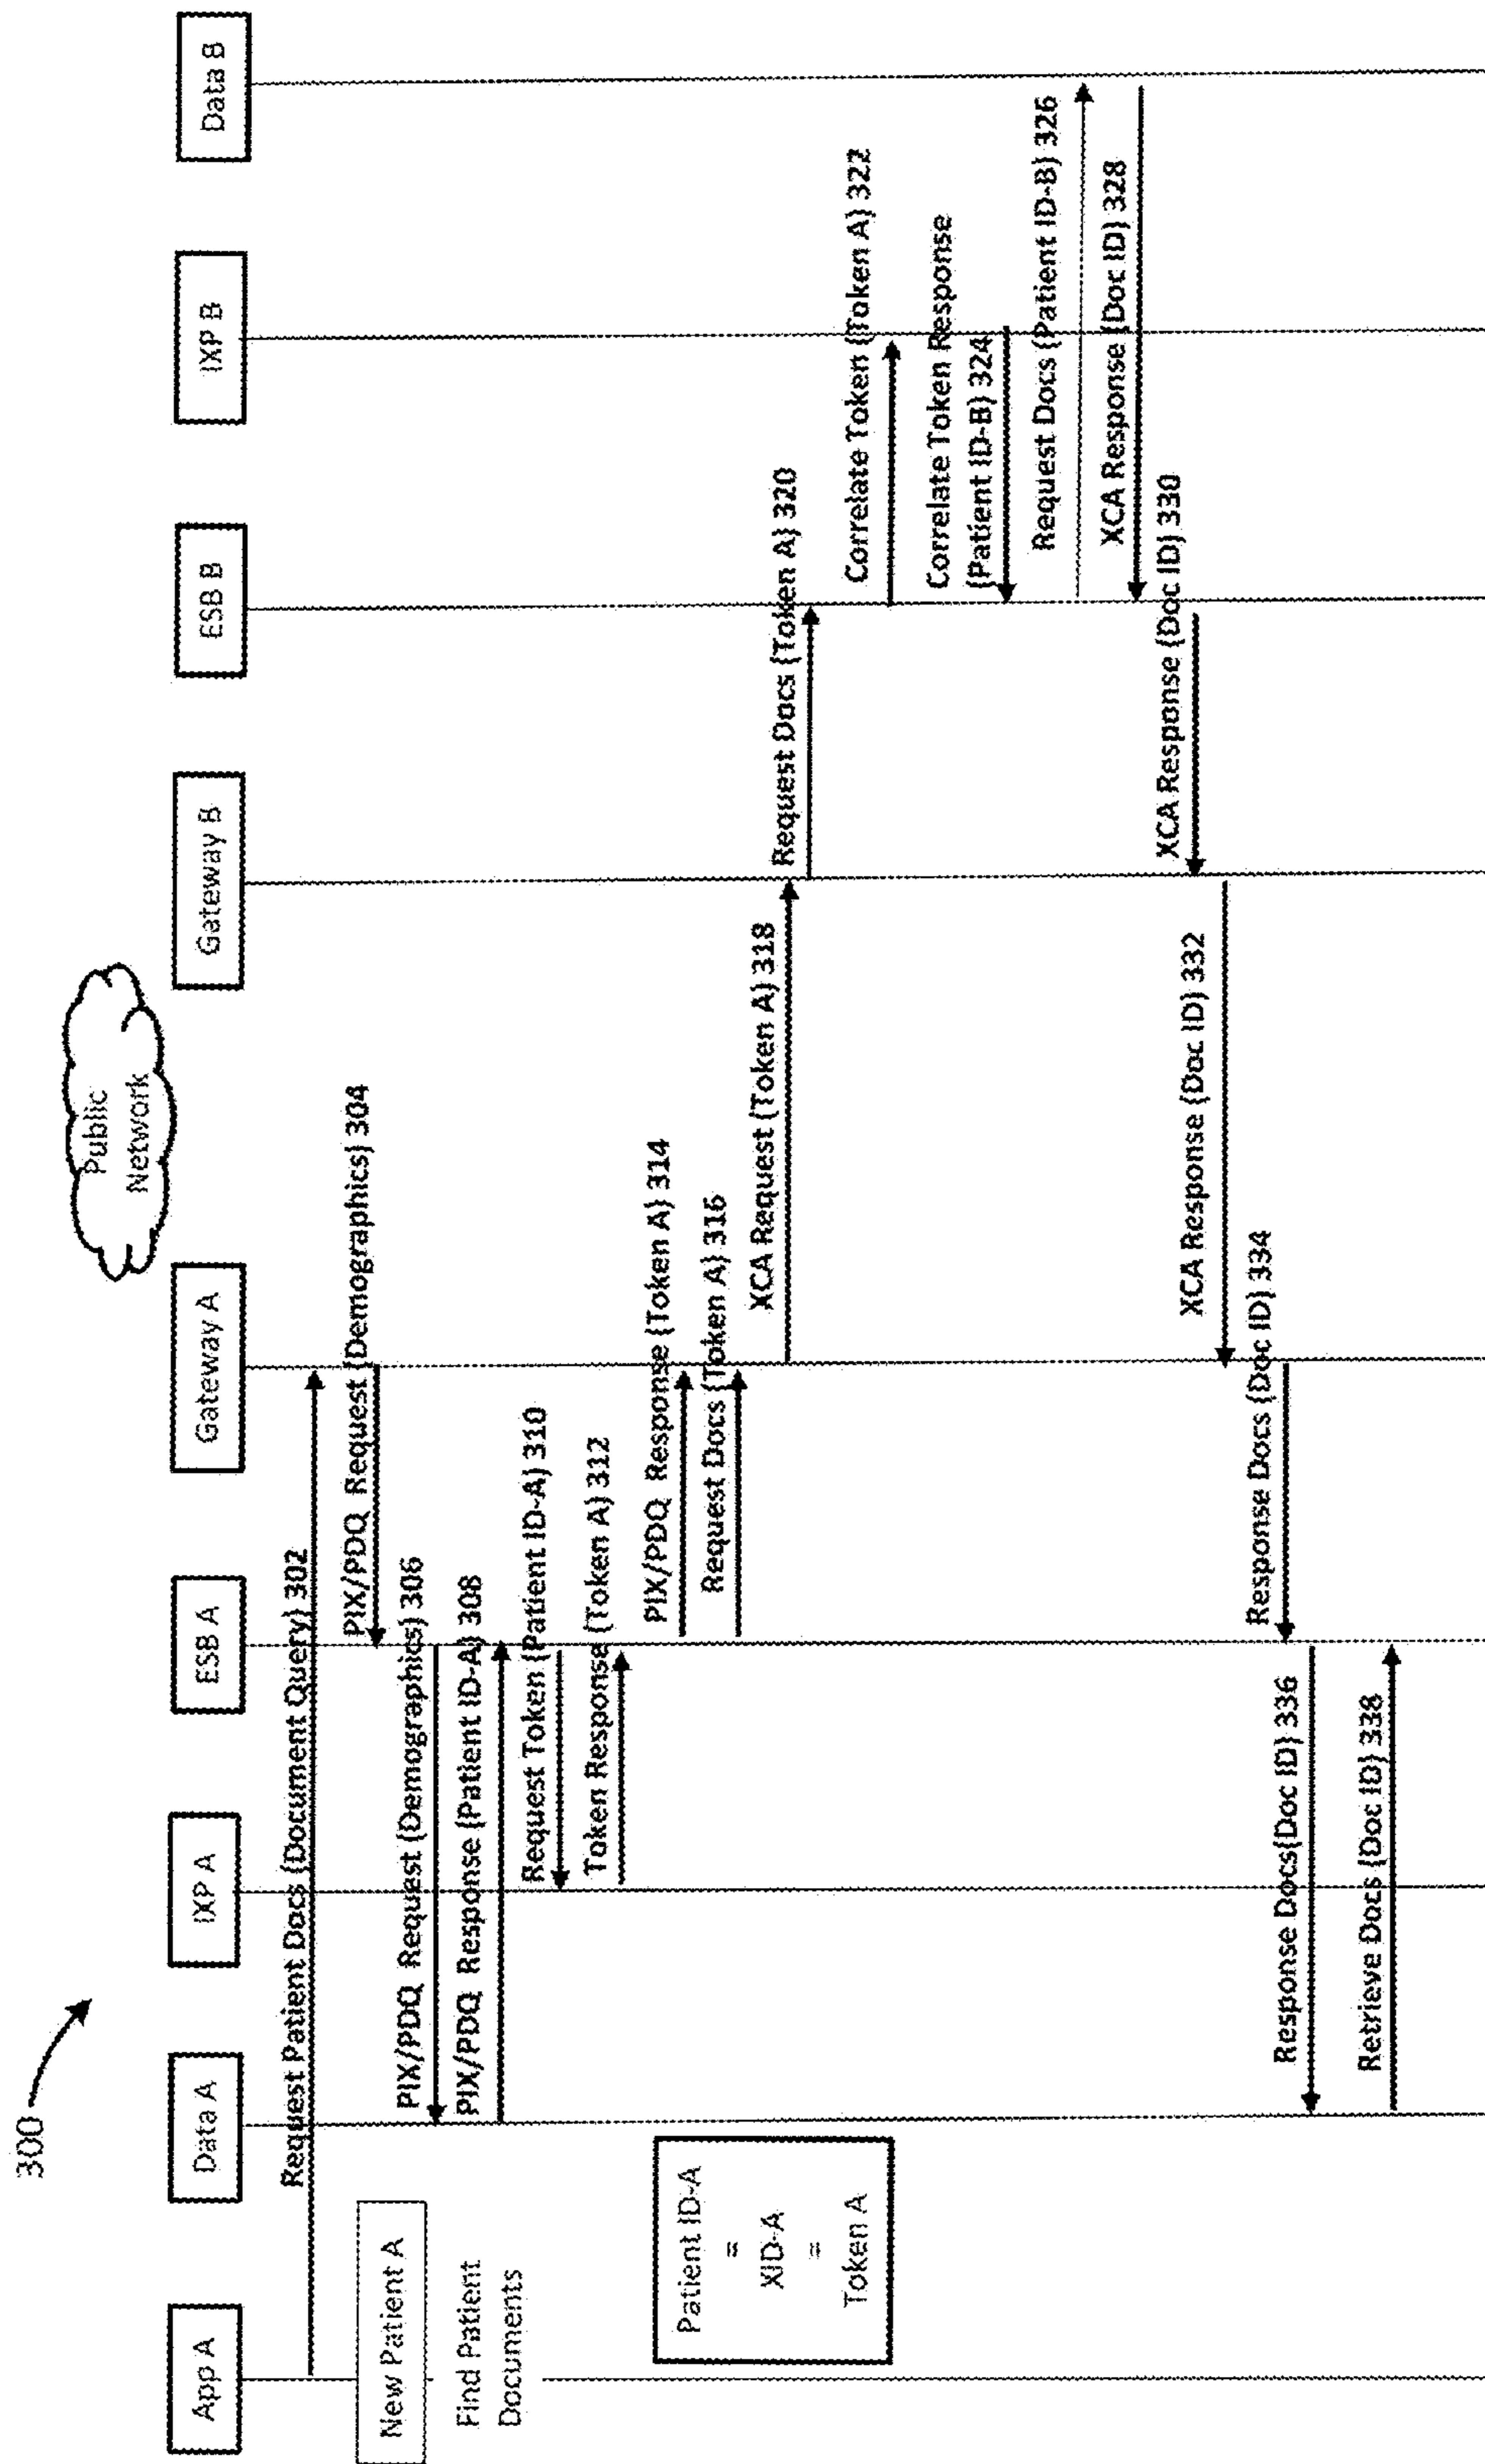 300
Public
Network
App A
Data A
IXP A
ESB A
Gateway A
Gateway B
ESB B
IXP B
Data B
Request Patient Docs {Document Query} 302
New Patient A
Find Patient
Documents
PIX/PDQ Request {Demographics} 304
PIX/PDQ Request {Demographics} 306
PIX/PDQ Response {Patient ID-A} 308
Request Token {Patient ID-A} 310
Token Response {Token A} 312
Patient ID-A
=
XID-A
=
Token A
PIX/PDQ Response {Token A} 314
Request Docs {Token A} 316
XCA Request {Token A} 318
Request Docs {Token A} 320
Correlate Token {Token A} 322
Correlate Token Response
{Patient ID-B} 324
Request Docs {Patient ID-B} 326
XCA Response {Doc ID} 328
XCA Response {Doc ID} 330
XCA Response {Doc ID} 332
Response Docs {Doc ID} 334
Response Docs{Doc ID} 336
Retrieve Docs {Doc ID} 338